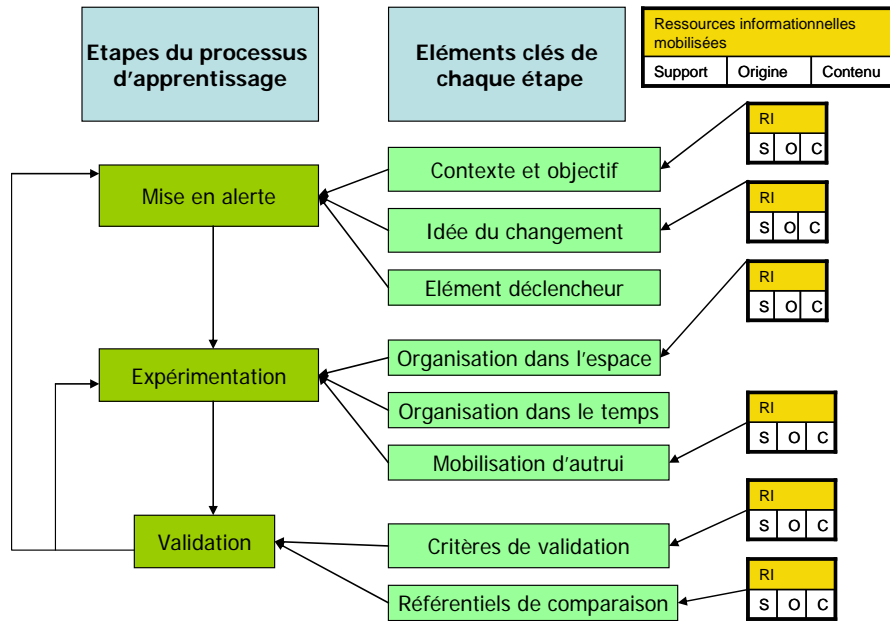 Etapes du processus
d'apprentissage
Eléments clés de
chaque étape
Ressources informationnelles
mobilisées
Support Origine Contenu
RI
S O C
Contexte et objectif
Mise en alerte
RI
S O C
Idée du changement
RI
S O C
Elément déclencheur
Organisation dans l'espace
Expérimentation
Organisation dans le temps
RI
S O C
Mobilisation d'autrui
RI
S O C
Validation
Critères de validation
RI
S O C
Référentiels de comparaison